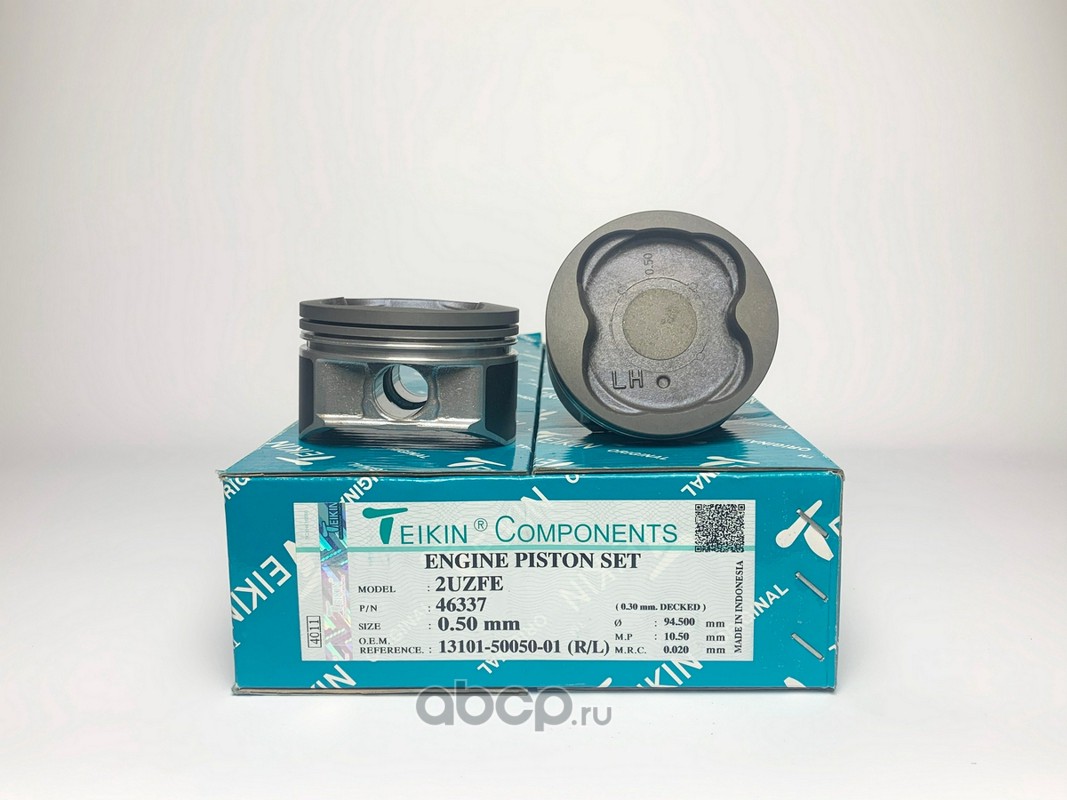 0.50
LH
TEIKIN ORIGINAL
TEIKIN® COMPONENTS
ENGINE PISTON SET
MODEL : 2UZFE
P/N : 46337 ( 0.30 mm. DECKED )
SIZE : 0.50 mm Ø : 94.500 mm
M.P : 10.50 mm
O.E.M. REFERENCE. : 13101-50050-01 (R/L) M.R.C. 0.020 mm
4011
MADE IN INDONESIA
abcp.ru